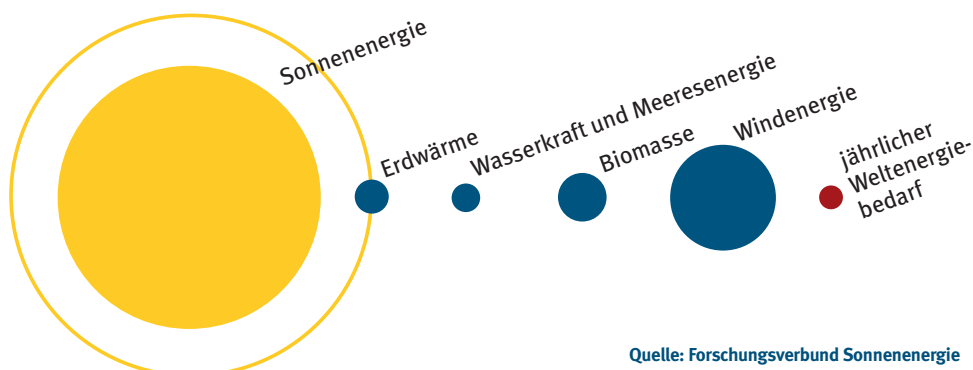 Sonnenenergie
Erdwärme
Wasserkraft und Meeresenergie
Biomasse
Windenergie
jährlicher
Weltenergie-
bedarf
Quelle: Forschungsverbund Sonnenenergie